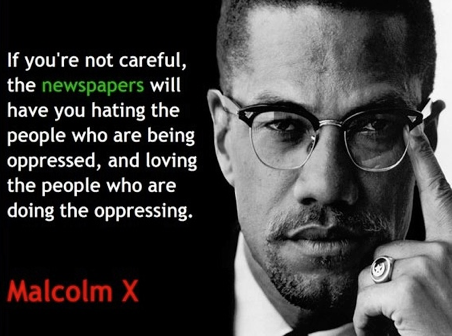 If you're not careful,
the newspapers will
have you hating the
people who are being
oppressed, and loving
the people who are
doing the oppressing.
Malcolm X